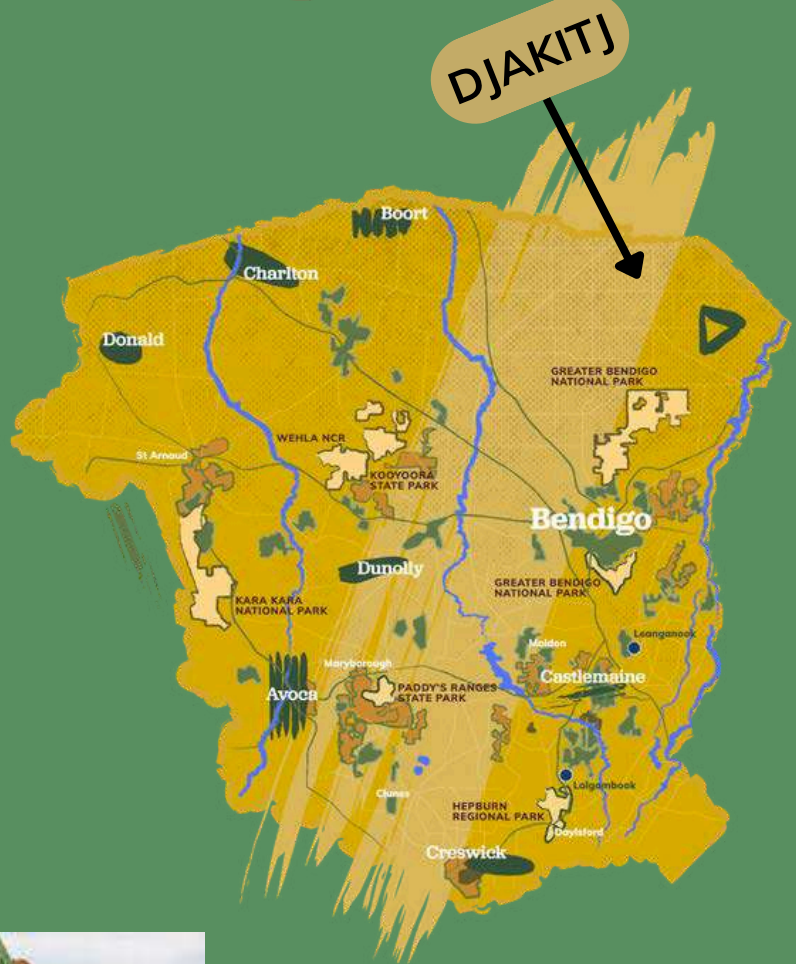 DJAKITJ
Boort
Charlton
Donald
GREATER BENDIGO
NATIONAL PARK
WEHLA NCR
St Arnaud
KOOYOORA
STATE PARK
Bendigo
Dunolly
GREATER BENDIGO
NATIONAL PARK
KARA KARA
NATIONAL PARK
Leanganook
Maldon
Maryborough
Castlemaine
Avoca
PADDY'S RANGES
STATE PARK
Lalgambook
Clunes
HEPBURN
REGIONAL PARK
Daylsford
Creswick